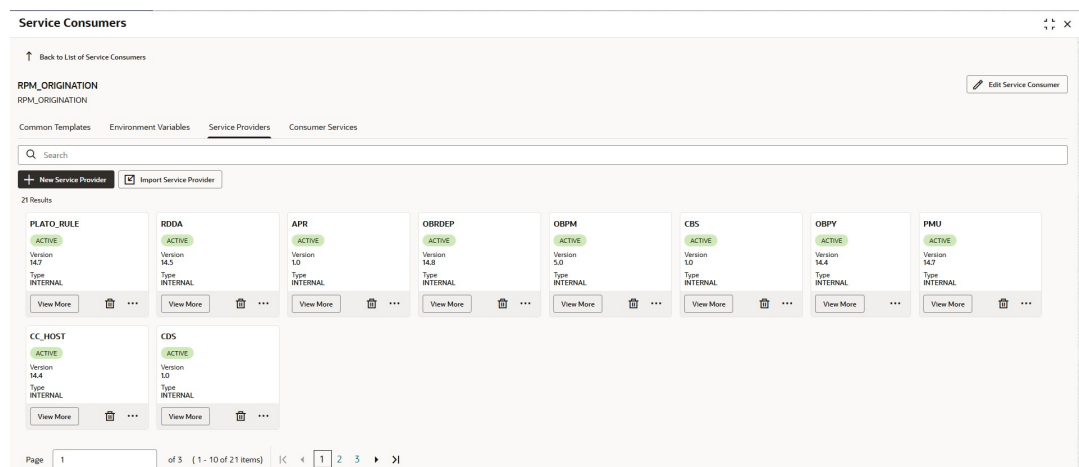 Service Consumers
Back to List of Service Consumers
RPM_ORIGINATION
RPM_ORIGINATION
Edit Service Consumer
Common Templates Environment Variables Service Providers Consumer Services
Search
New Service Provider Import Service Provider
21 Results
PLATO_RULE RDDA APR OBRDEP OBPM CBS OBPY PMU
ACTIVE ACTIVE ACTIVE ACTIVE ACTIVE ACTIVE ACTIVE ACTIVE
Version Version Version Version Version Version Version Version
14.7 14.5 1.0 14.8 5.0 1.0 14.4 14.7
Type Type Type Type Type Type Type Type
INTERNAL INTERNAL INTERNAL INTERNAL INTERNAL INTERNAL INTERNAL INTERNAL
View More View More View More View More View More View More View More View More
CC_HOST CDS
ACTIVE ACTIVE
Version Version
14.4 1.0
Type Type
INTERNAL INTERNAL
View More View More
Page 1 of 3 (1 - 10 of 21 items) 1 2 3